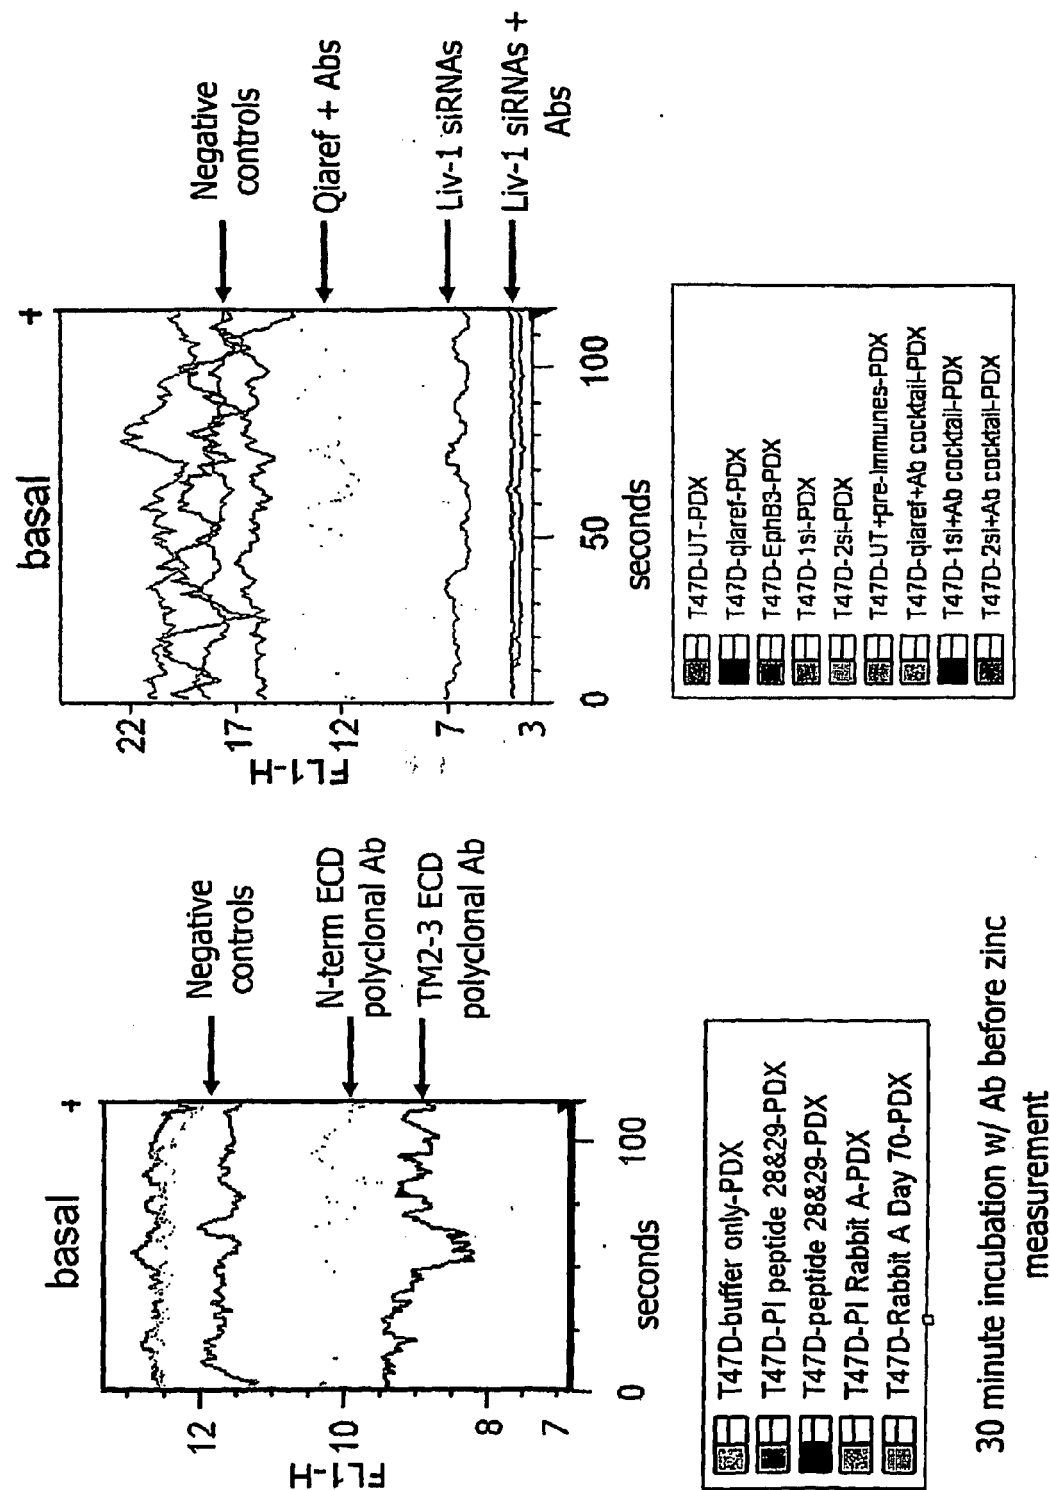 basal
+
12
10
8
7
FL1-H
0
100
seconds
Negative
controls
N-term ECD
polyclonal Ab
TM2-3 ECD
polyclonal Ab
T47D-buffer only-PDX
T47D-PI peptide 28&29-PDX
T47D-peptide 28&29-PDX
T47D-PI Rabbit A-PDX
T47D-Rabbit A Day 70-PDX
30 minute incubation w/ Ab before zinc
measurement
basal
+
22
17
12
7
3
FL1-H
0
50
100
seconds
Negative
controls
Qiaref + Abs
Liv-1 siRNAs
Liv-1 siRNAs +
Abs
T47D-UT-PDX
T47D-qiaref-PDX
T47D-EphB3-PDX
T47D-1si-PDX
T47D-2si-PDX
T47D-UT+pre-immunes-PDX
T47D-qiaref+Ab cocktail-PDX
T47D-1si+Ab cocktail-PDX
T47D-2si+Ab cocktail-PDX